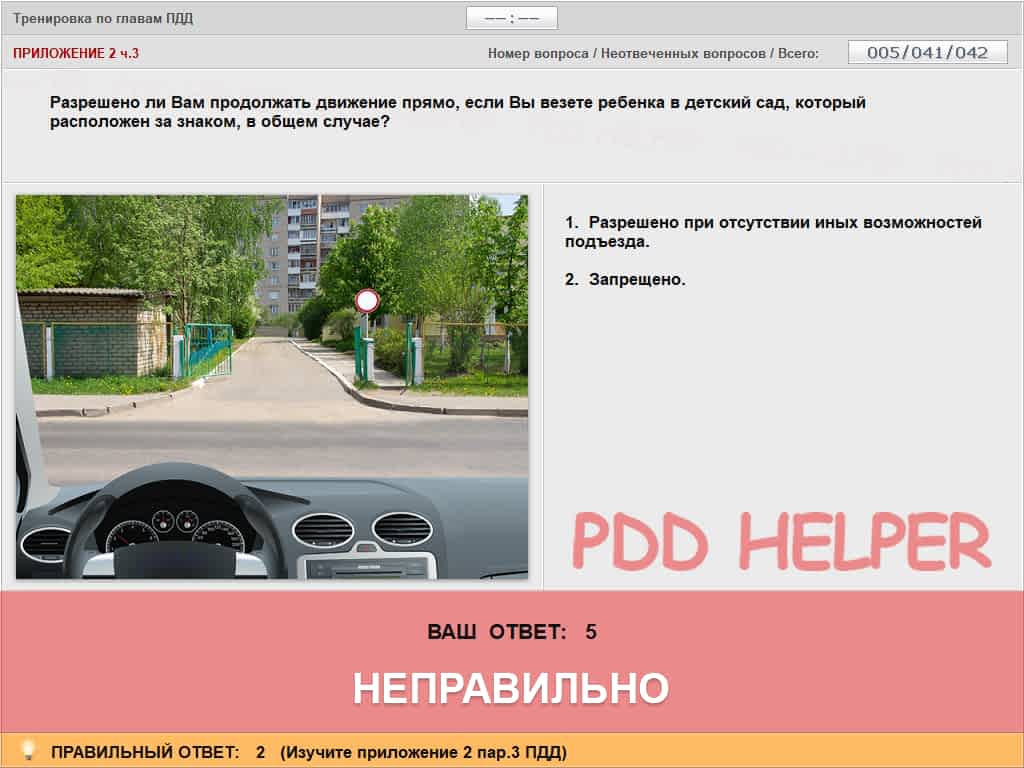 Тренировка по главам ПДД
—— : ——
ПРИЛОЖЕНИЕ 2 ч.3
Номер вопроса / Неотвеченных вопросов / Всего:
005/041/042
Разрешено ли Вам продолжать движение прямо, если Вы везете ребенка в детский сад, который
расположен за знаком, в общем случае?
1. Разрешено при отсутствии иных возможностей
подъезда.
2. Запрещено.
PDD HELPER
ВАШ ОТВЕТ: 5
НЕПРАВИЛЬНО
ПРАВИЛЬНЫЙ ОТВЕТ: 2 (Изучите приложение 2 пар.3 ПДД)